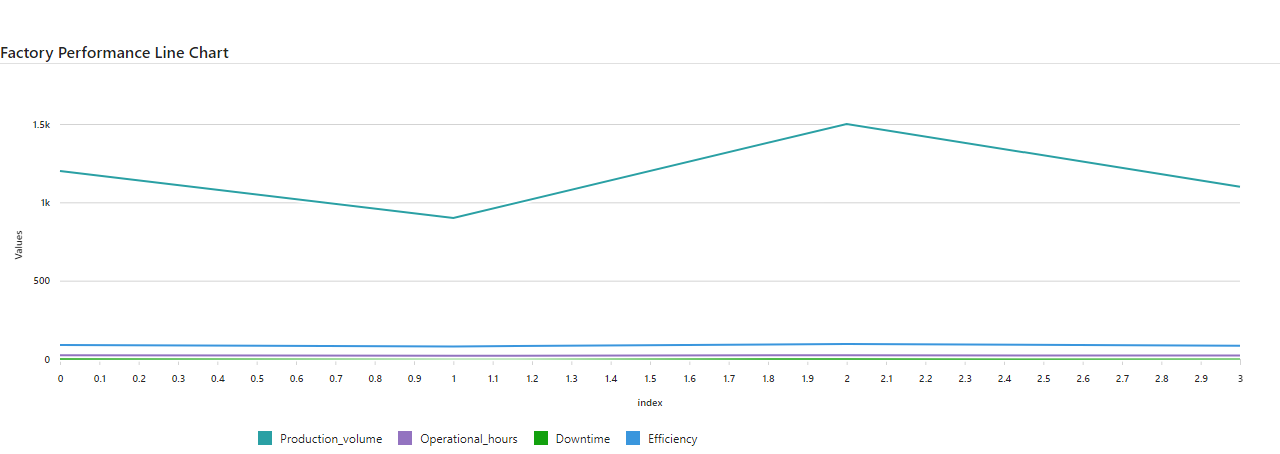 Factory Performance Line Chart
1.5k
1k
500
0
Values
0 0.1 0.2 0.3 0.4 0.5 0.6 0.7 0.8 0.9 1 1.1 1.2 1.3 1.4 1.5 1.6 1.7 1.8 1.9 2 2.1 2.2 2.3 2.4 2.5 2.6 2.7 2.8 2.9 3
index
Production_volume Operational_hours Downtime Efficiency